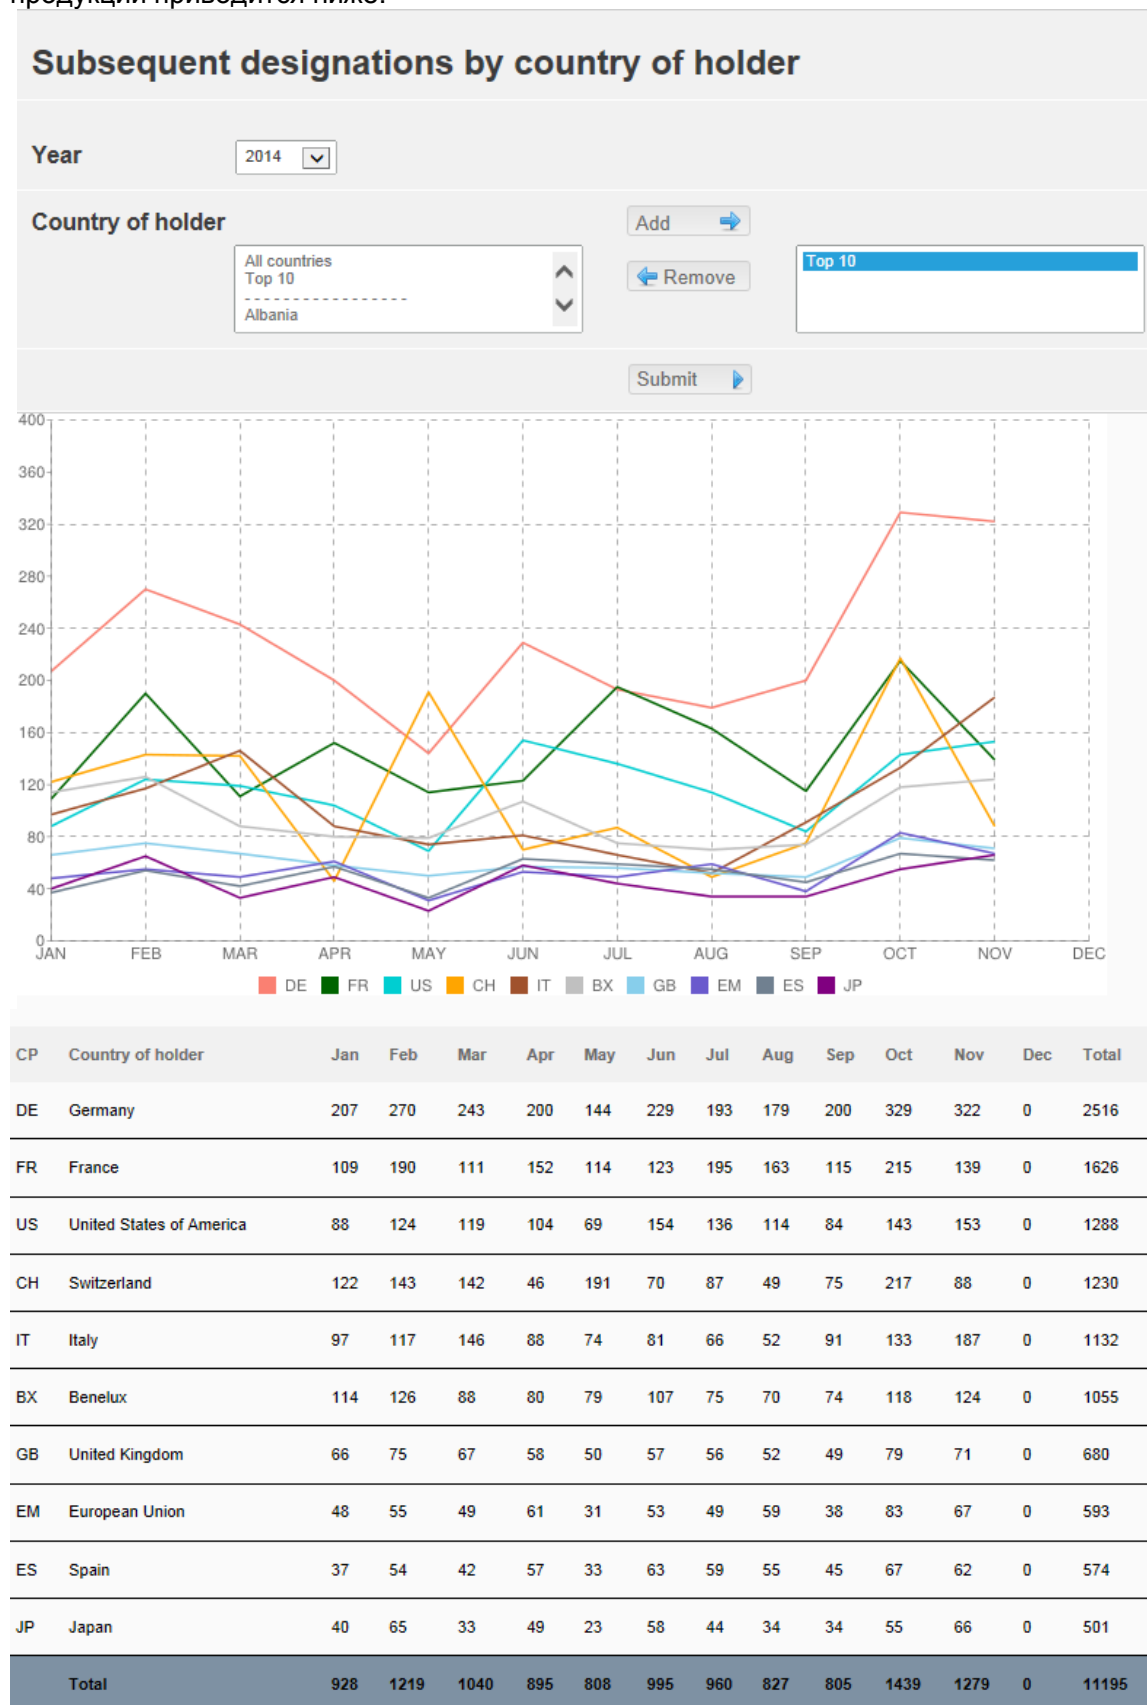 продукции приводится ниже:
Subsequent designations by country of holder
Year
2014
Country of holder
Add
All countries
Top 10
- - - - - - - - - - - - - - - - -
Albania
Remove
Top 10
Submit
400
360
320
280
240
200
160
120
80
40
0
JAN FEB MAR APR MAY JUN JUL AUG SEP OCT NOV DEC
DE FR US CH IT BX GB EM ES JP
CP Country of holder Jan Feb Mar Apr May Jun Jul Aug Sep Oct Nov Dec Total
DE Germany 207 270 243 200 144 229 193 179 200 329 322 0 2516
FR France 109 190 111 152 114 123 195 163 115 215 139 0 1626
US United States of America 88 124 119 104 69 154 136 114 84 143 153 0 1288
CH Switzerland 122 143 142 46 191 70 87 49 75 217 88 0 1230
IT Italy 97 117 146 88 74 81 66 52 91 133 187 0 1132
BX Benelux 114 126 88 80 79 107 75 70 74 118 124 0 1055
GB United Kingdom 66 75 67 58 50 57 56 52 49 79 71 0 680
EM European Union 48 55 49 61 31 53 49 59 38 83 67 0 593
ES Spain 37 54 42 57 33 63 59 55 45 67 62 0 574
JP Japan 40 65 33 49 23 58 44 34 34 55 66 0 501
Total 928 1219 1040 895 808 995 960 827 805 1439 1279 0 11195